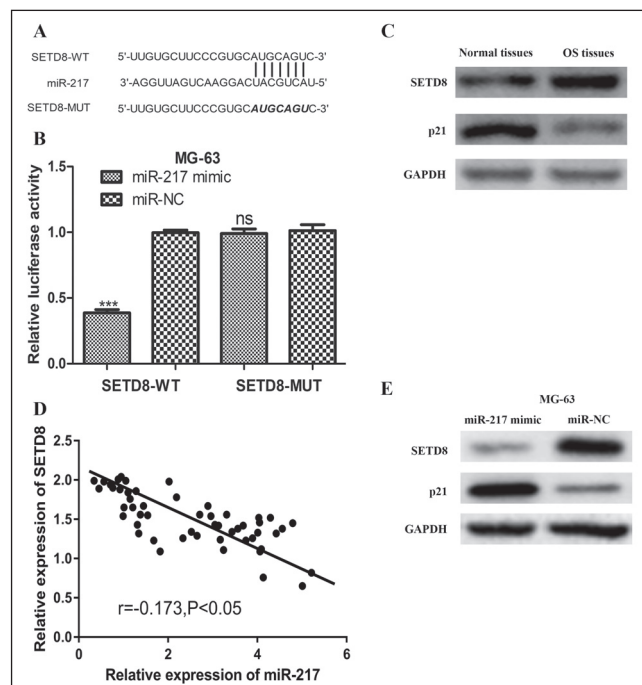 A
SETD8-WT 5'-UUGUGCUUCCCGUGCAUGCAGUC-3'
miR-217 3'-AGGUUAGUCAAGGACUACGUCAU-5'
SETD8-MUT 5'-UUGUGCUUCCCGUGCAUGCAGUC-3'
B
MG-63
miR-217 mimic
miR-NC
Relative luciferase activity
1.5
1.0
0.5
0.0
***
ns
SETD8-WT SETD8-MUT
C
Normal tissues OS tissues
SETD8
p21
GAPDH
D
Relative expression of SETD8
2.5
2.0
1.5
1.0
0.5
0.0
r=-0.173,P<0.05
0 2 4 6
Relative expression of miR-217
E
MG-63
miR-217 mimic miR-NC
SETD8
p21
GAPDH